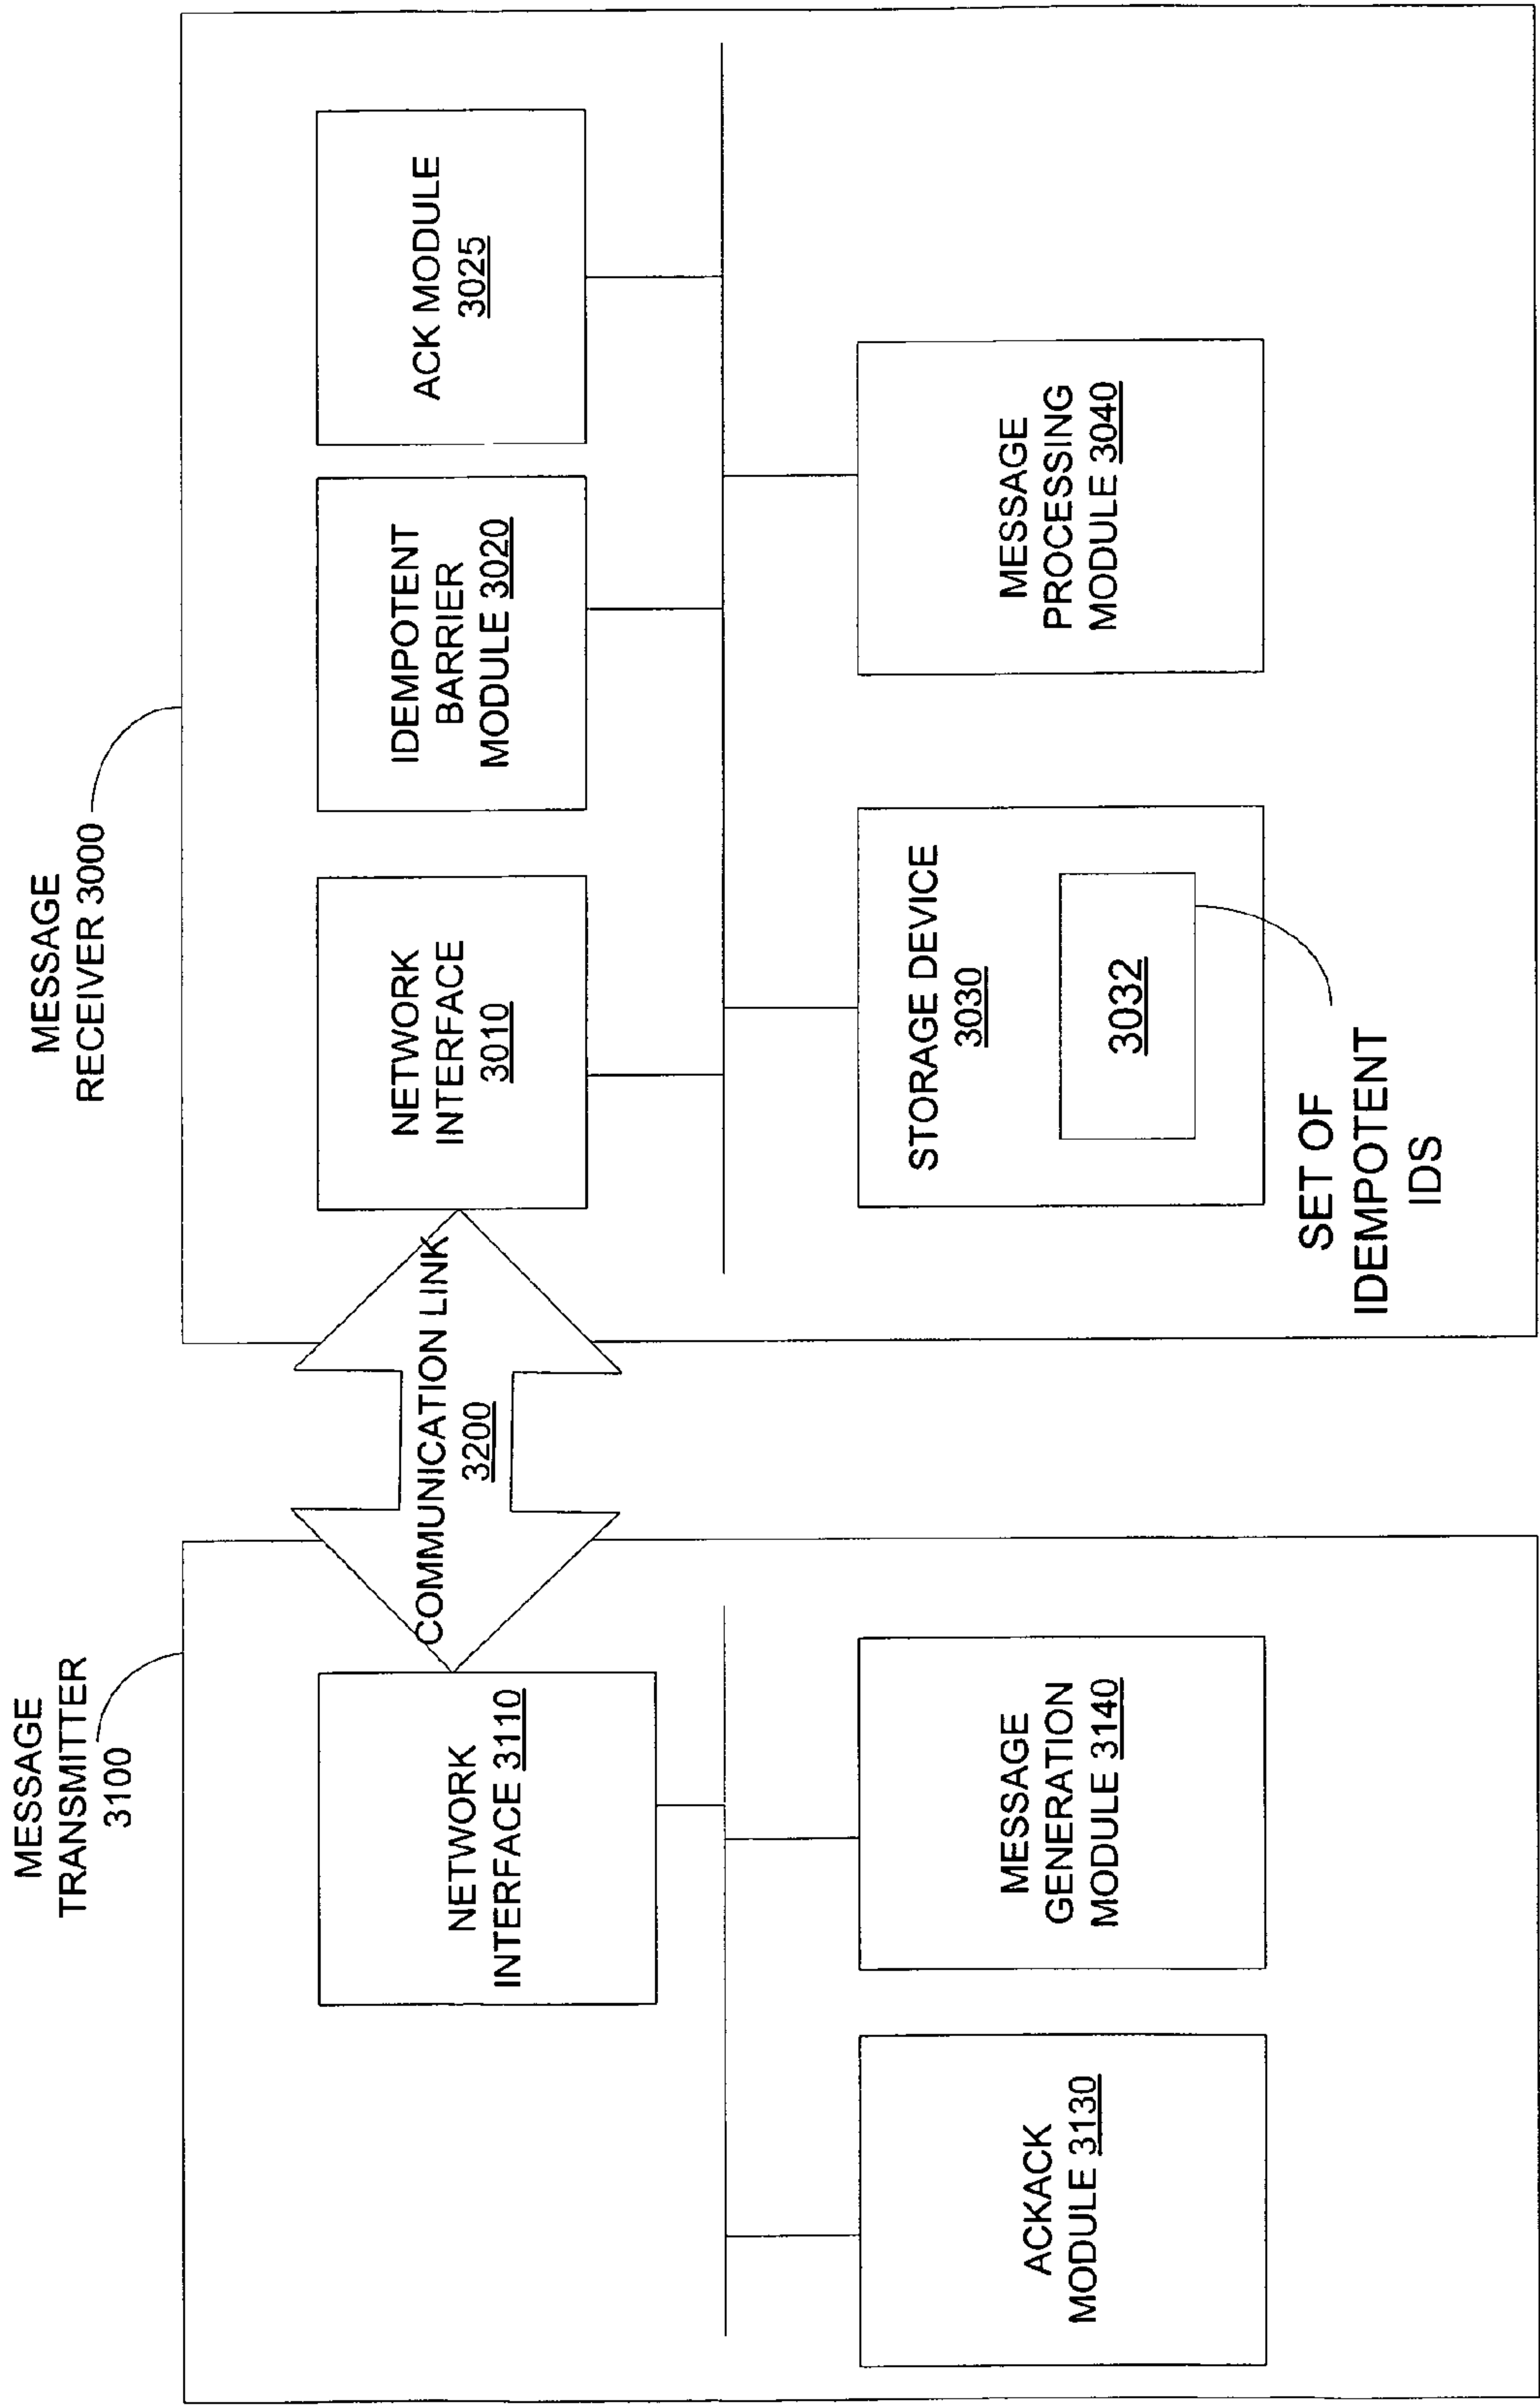 MESSAGE
TRANSMITTER
3100
NETWORK
INTERFACE 3110
ACKACK
MODULE 3130
MESSAGE
GENERATION
MODULE 3140
COMMUNICATION LINK
3200
MESSAGE
RECEIVER 3000
NETWORK
INTERFACE
3010
IDEMPOTENT
BARRIER
MODULE 3020
ACK MODULE
3025
STORAGE DEVICE
3030
3032
SET OF
IDEMPOTENT
IDS
MESSAGE
PROCESSING
MODULE 3040